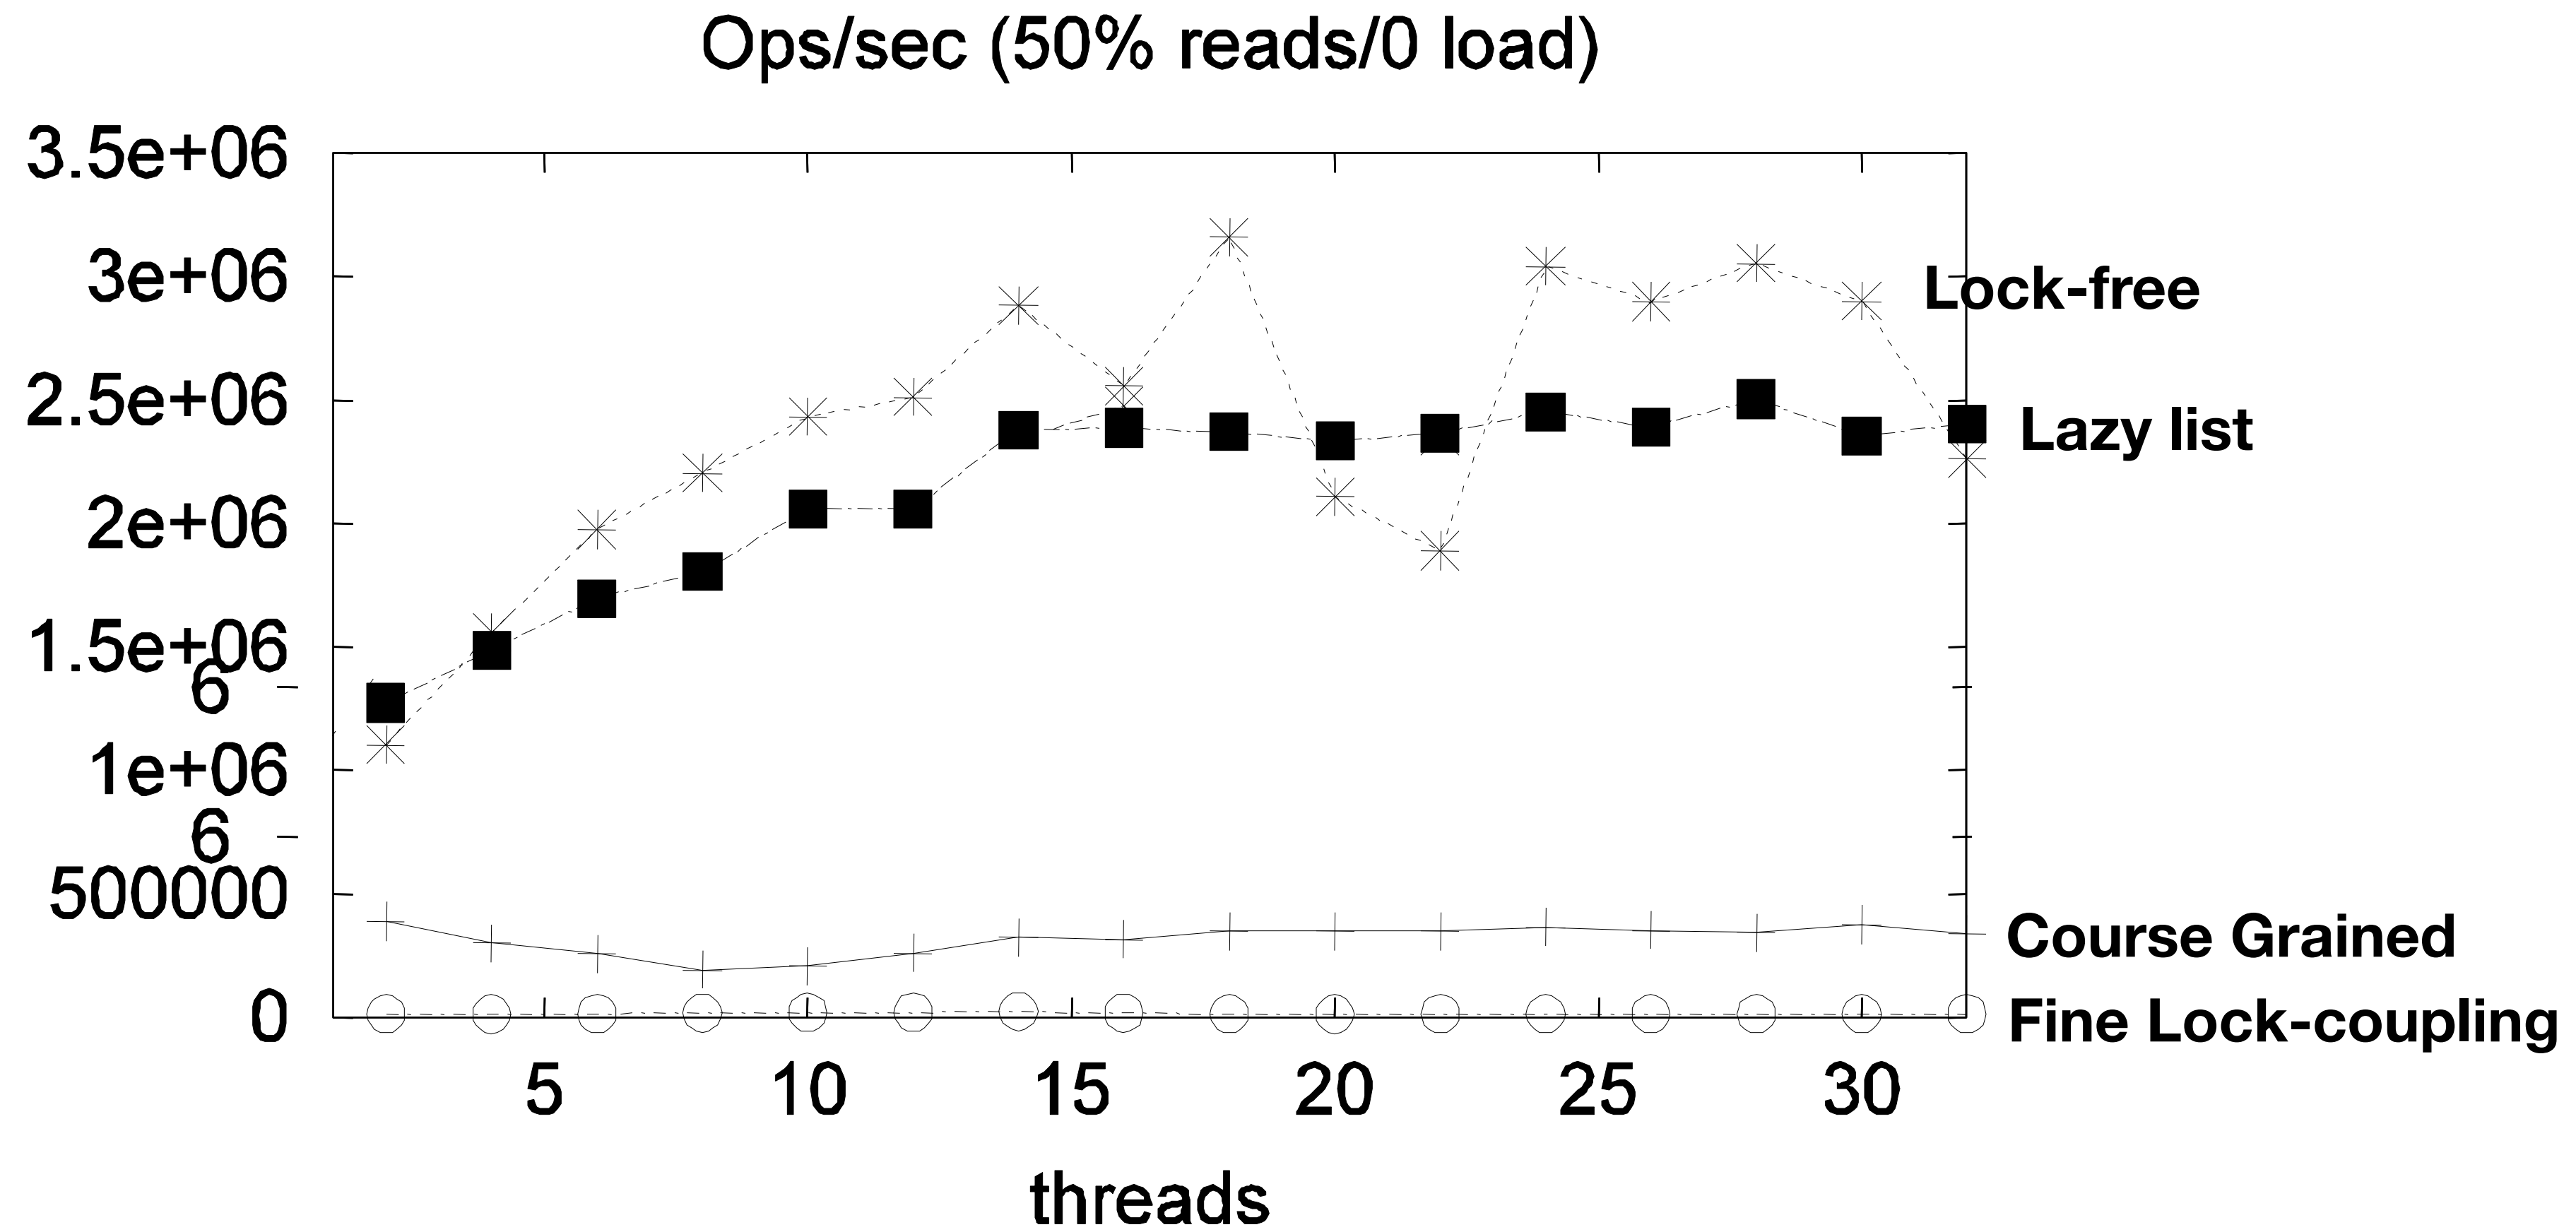 Ops/sec (50% reads/0 load)
3.5e+06
3e+06
Lock-free
2.5e+06
Lazy list
2e+06
1.5e+06
6
1e+06
6
500000
Course Grained
0
Fine Lock-coupling
5 10 15 20 25 30
threads